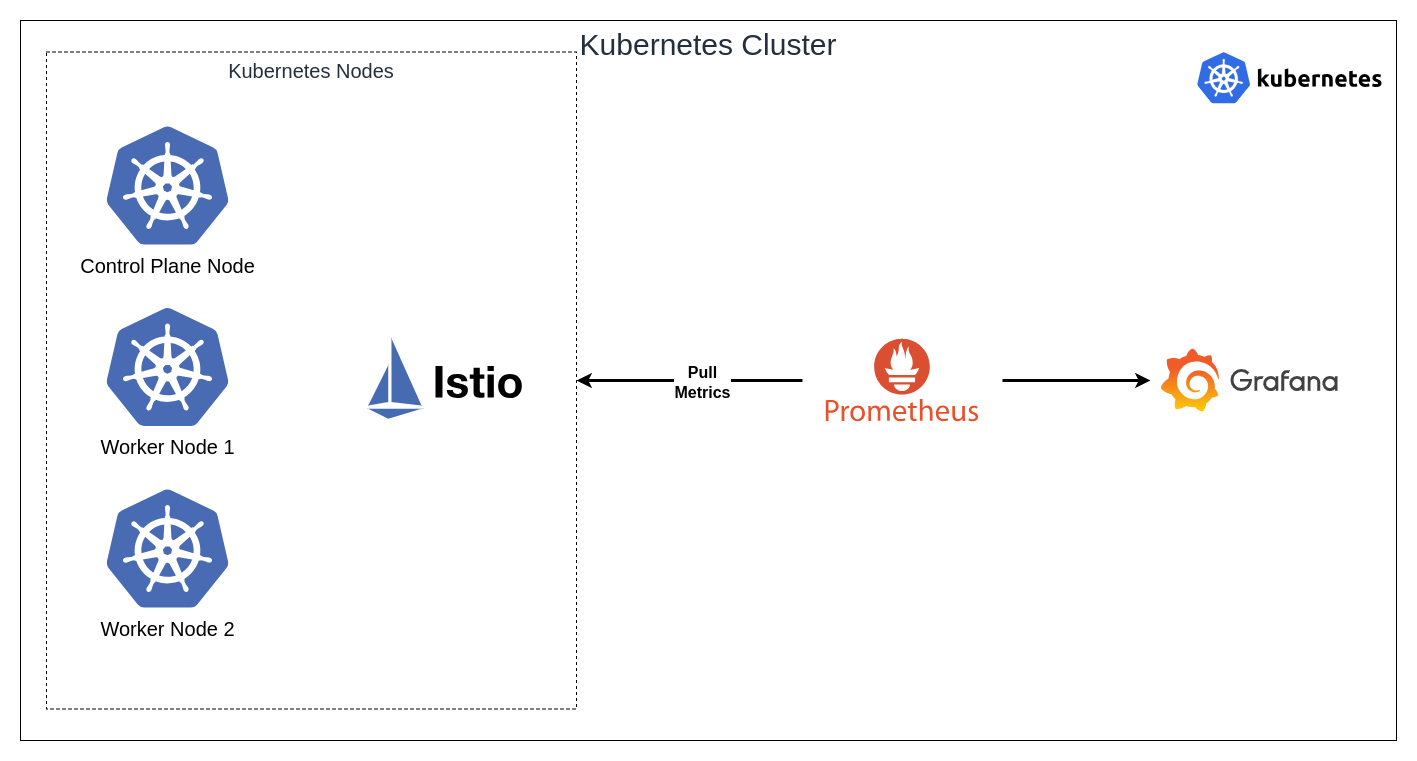 Kubernetes Cluster
Kubernetes Nodes
kubernetes
Control Plane Node
Worker Node 1
Istio
Pull
Metrics
Prometheus
Grafana
Worker Node 2